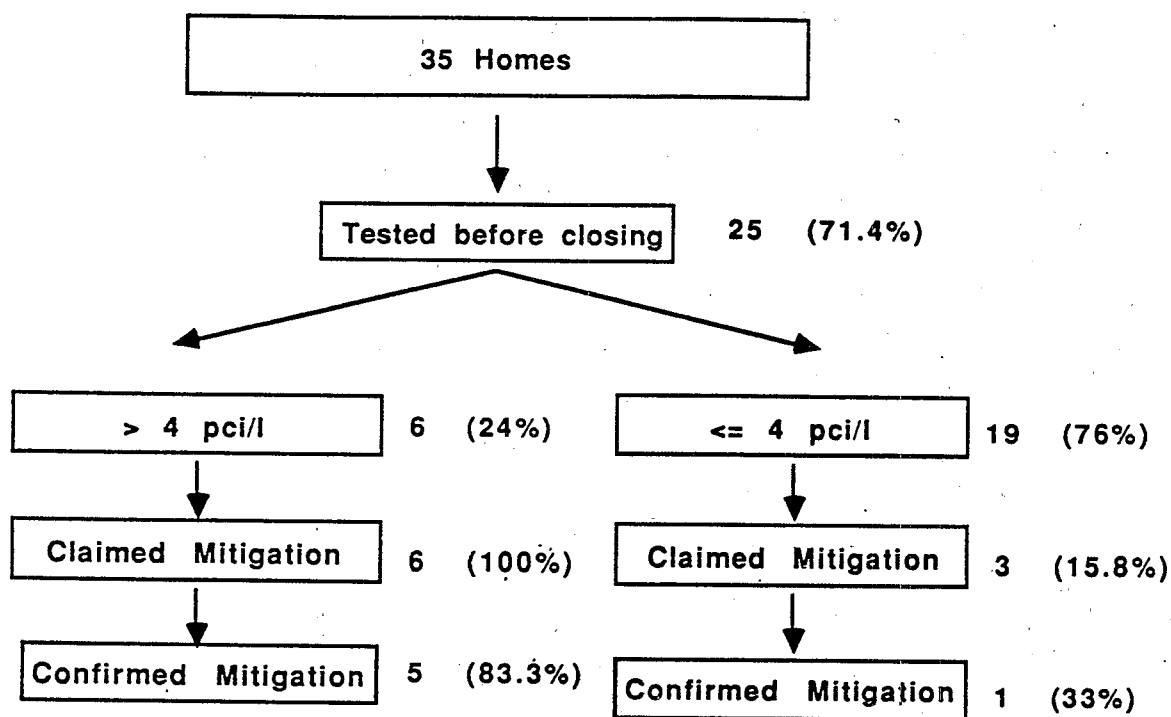 35 Homes
Tested before closing 25 (71.4%)
> 4 pci/l 6 (24%) <= 4 pci/l 19 (76%)
Claimed Mitigation 6 (100%) Claimed Mitigation 3 (15.8%)
Confirmed Mitigation 5 (83.3%) Confirmed Mitigation 1 (33%)